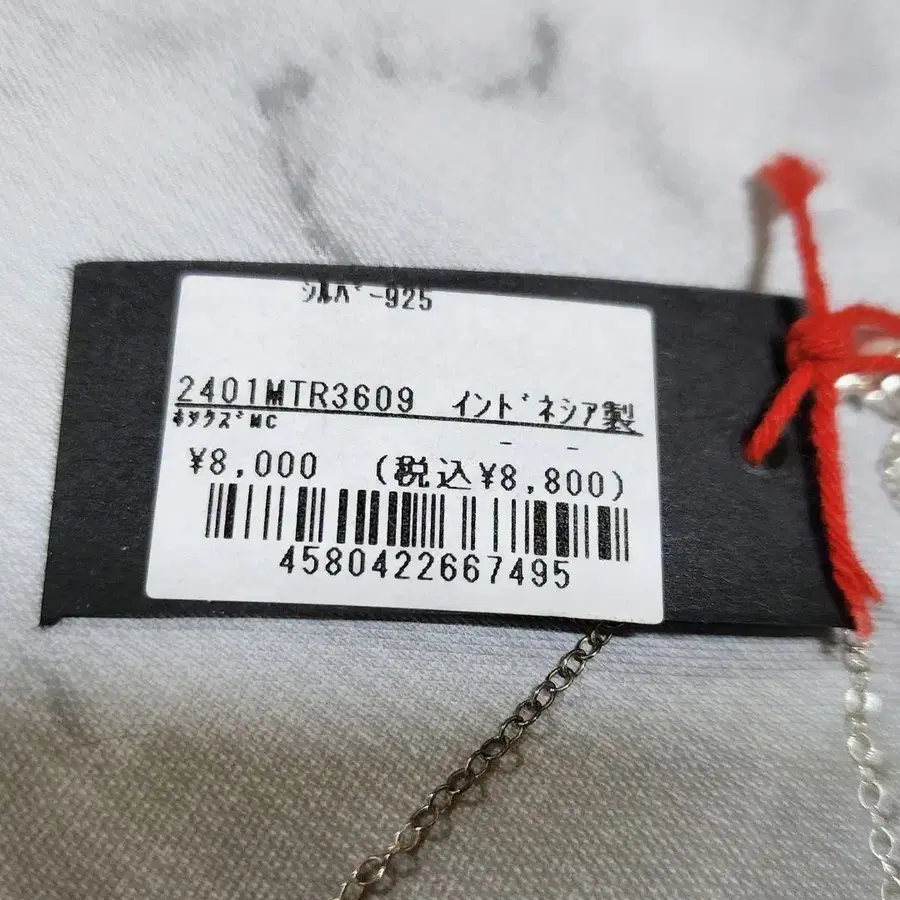 シルバー925
2401MTR3609 インドネシア製
ネックズMC
¥8,000 (税込¥8,800)
4580422667495